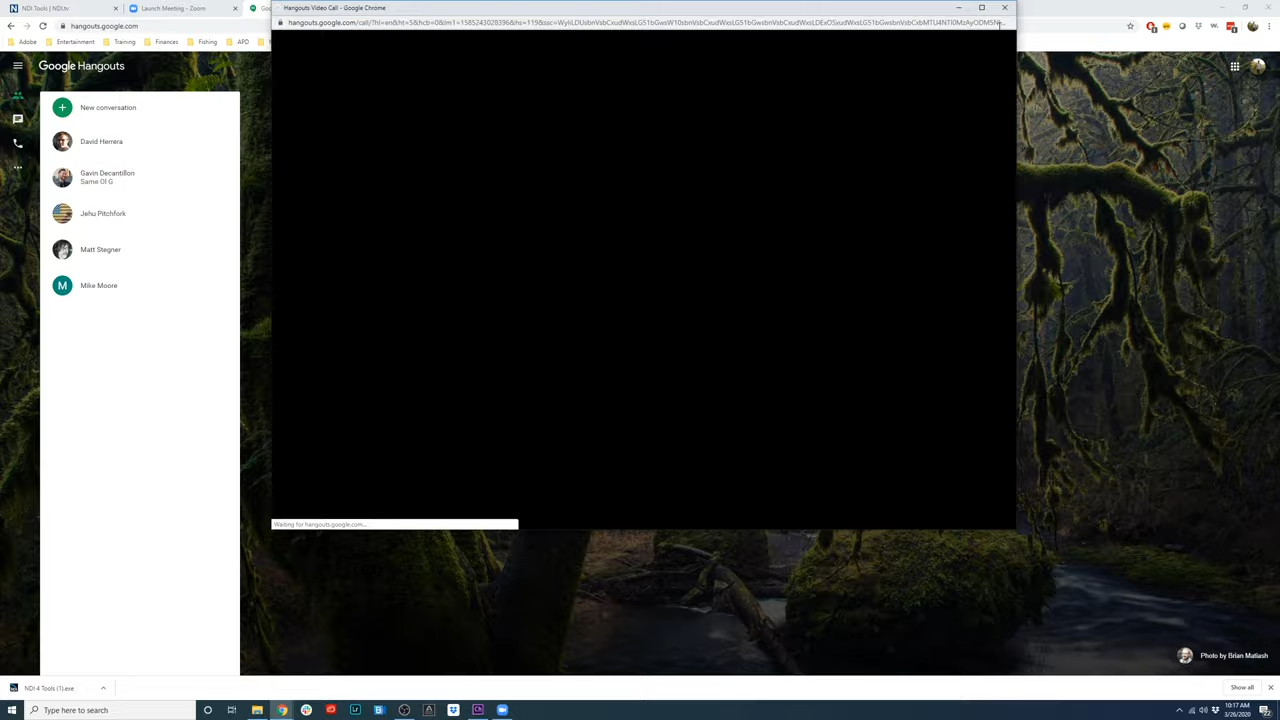 NDI Tools | NDI.tv
Launch Meeting - Zoom
hangouts.google.com
Adobe
Entertainment
Training
Finances
Fishing
APD
Google Hangouts
New conversation
David Herrera
Gavin Decantillon
Same Ol G
Jehu Pitchfork
Matt Stegner
M
Mike Moore
Hangouts Video Call - Google Chrome
Waiting for hangouts.google.com...
Photo by Brian Matiash
NDI 4 Tools (1).exe
Show all
Type here to search
10:17 AM
3/26/2020